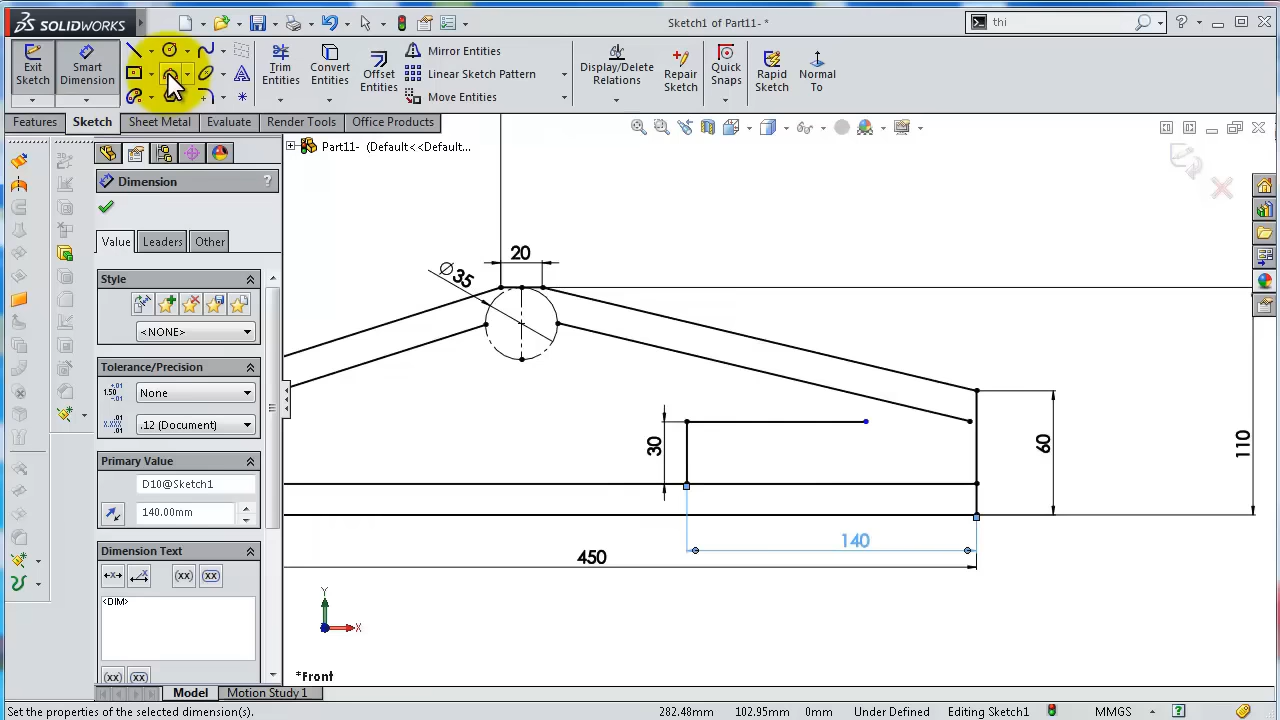 SOLIDWORKS
Sketch1 of Part11- *
thi
Exit Sketch
Smart Dimension
Trim Entities
Convert Entities
Offset Entities
Mirror Entities
Linear Sketch Pattern
Move Entities
Display/Delete Relations
Repair Sketch
Quick Snaps
Rapid Sketch
Normal To
Features
Sketch
Sheet Metal
Evaluate
Render Tools
Office Products
Part11- (Default<<Default...
Dimension
?
Value
Leaders
Other
Style
<NONE>
Tolerance/Precision
None
.12 (Document)
Primary Value
D10@Sketch1
140.00mm
Dimension Text
<DIM>
20
Ø35
30
60
110
140
450
Y
X
*Front
Model
Motion Study 1
Set the properties of the selected dimension(s).
282.48mm
102.95mm
0mm
Under Defined
Editing Sketch1
MMGS